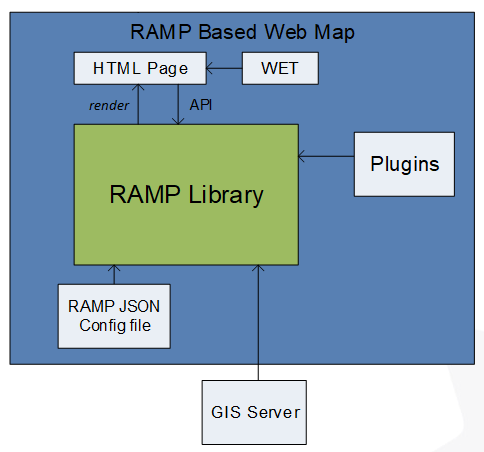 RAMP Based Web Map
HTML Page
WET
render
API
RAMP Library
Plugins
RAMP JSON
Config file
GIS Server